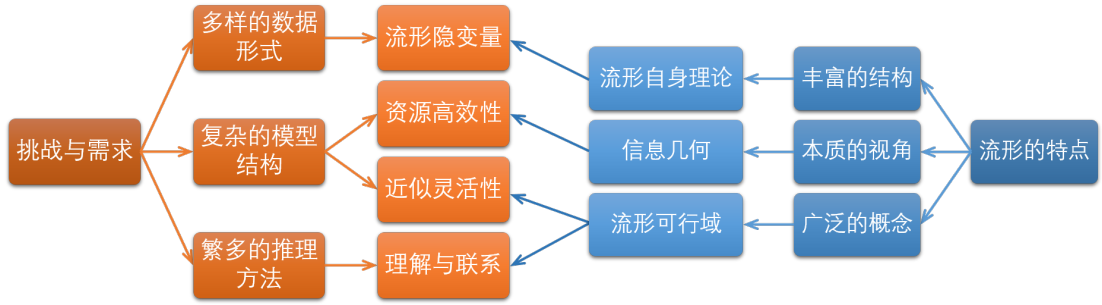 挑战与需求
多样的数据
形式
复杂的模型
结构
繁多的推理
方法
流形隐变量
资源高效性
近似灵活性
理解与联系
流形自身理论
信息几何
流形可行域
丰富的结构
本质的视角
广泛的概念
流形的特点